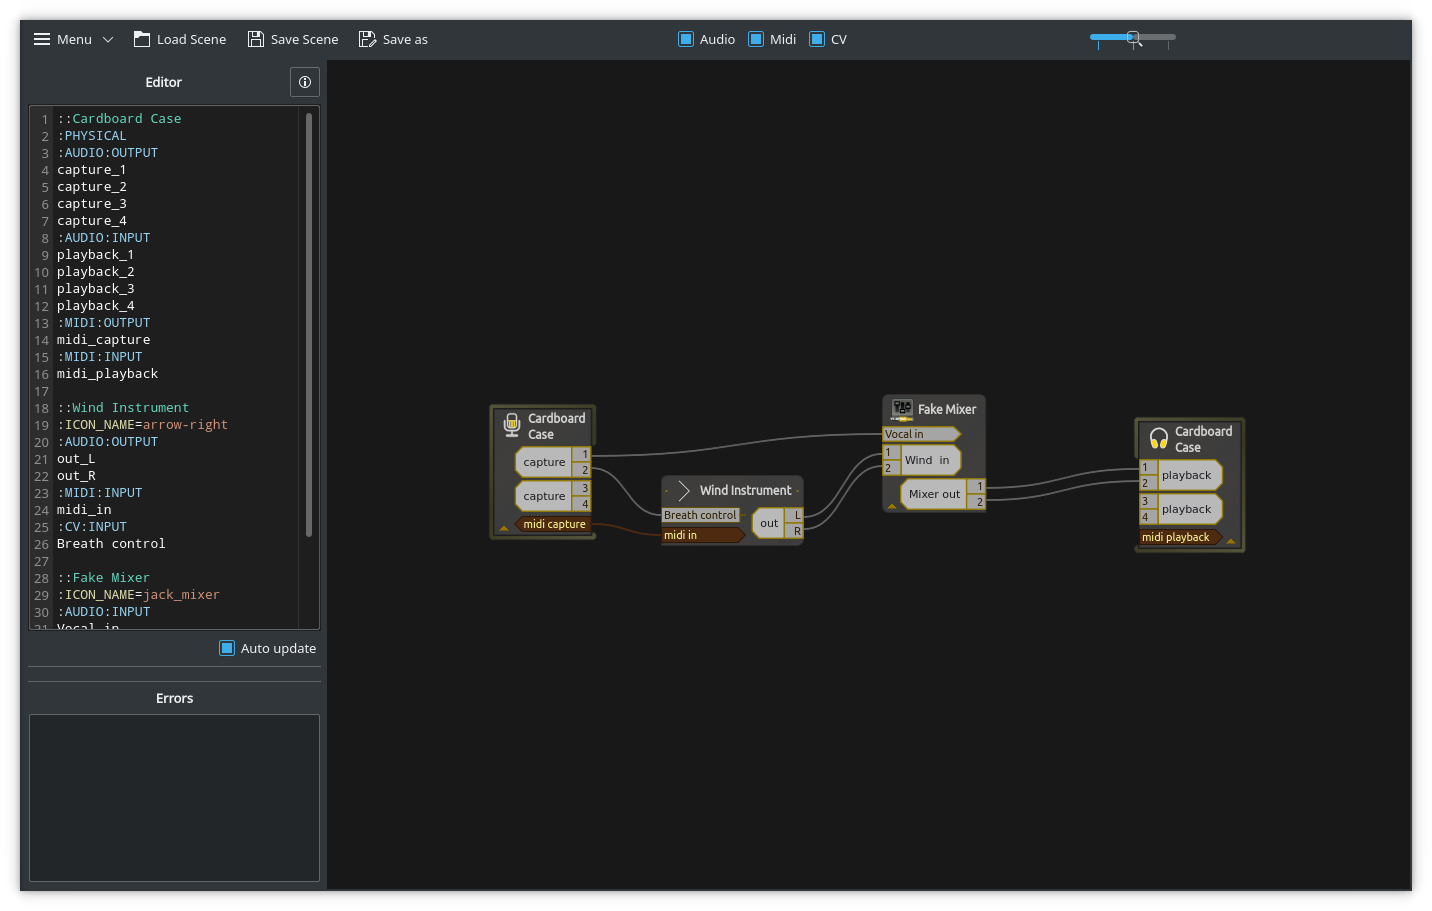 Menu Load Scene Save Scene Save as Audio Midi CV
Editor
1 ::Cardboard Case
2 :PHYSICAL
3 :AUDIO:OUTPUT
4 capture_1
5 capture_2
6 capture_3
7 capture_4
8 :AUDIO:INPUT
9 playback_1
10 playback_2
11 playback_3
12 playback_4
13 :MIDI:OUTPUT
14 midi_capture
15 :MIDI:INPUT
16 midi_playback
17
18 ::Wind Instrument
19 :ICON_NAME=arrow-right
20 :AUDIO:OUTPUT
21 out_L
22 out_R
23 :MIDI:INPUT
24 midi_in
25 :CV:INPUT
26 Breath control
27
28 ::Fake Mixer
29 :ICON_NAME=jack_mixer
30 :AUDIO:INPUT
31 Vocal in
Auto update
Errors
Cardboard
Case
capture 1
2
capture 3
4
midi capture
Wind Instrument
Breath control
midi in
out L
R
Fake Mixer
Vocal in
1 Wind in
2
Mixer out 1
2
Cardboard
Case
1 playback
2
3 playback
4
midi playback